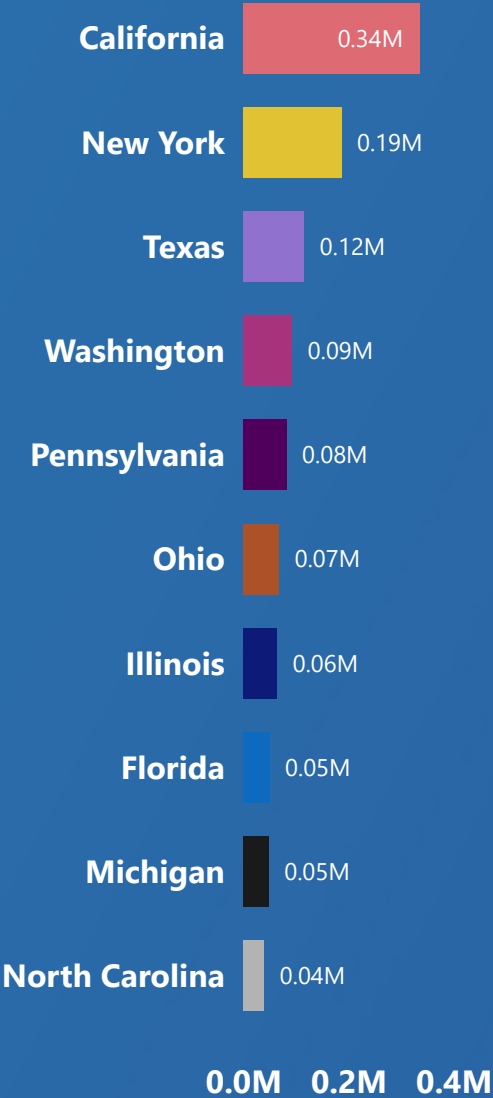 California 0.34M
New York 0.19M
Texas 0.12M
Washington 0.09M
Pennsylvania 0.08M
Ohio 0.07M
Illinois 0.06M
Florida 0.05M
Michigan 0.05M
North Carolina 0.04M
0.0M 0.2M 0.4M